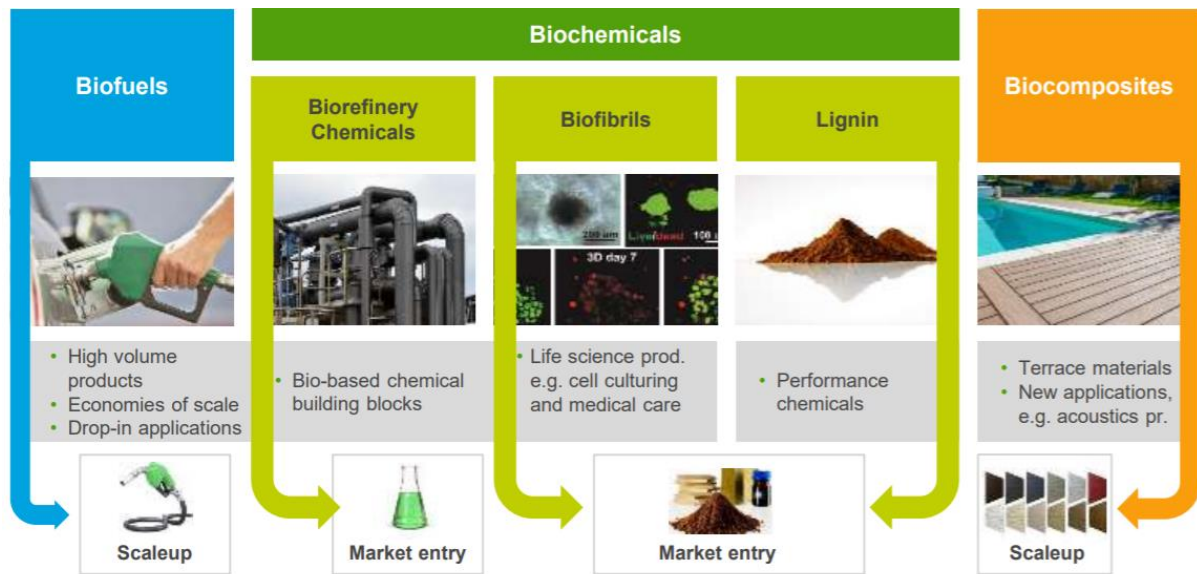 Biofuels
Biochemicals
Biorefinery
Chemicals
Biofibrils
Lignin
Biocomposites
200 um
Live/dead
100
3D day 7
• High volume
products
• Economies of scale
• Drop-in applications
• Bio-based chemical
building blocks
• Life science prod.
e.g. cell culturing
and medical care
• Performance
chemicals
• Terrace materials
• New applications,
e.g. acoustics pr.
Scaleup
Market entry
Market entry
Scaleup